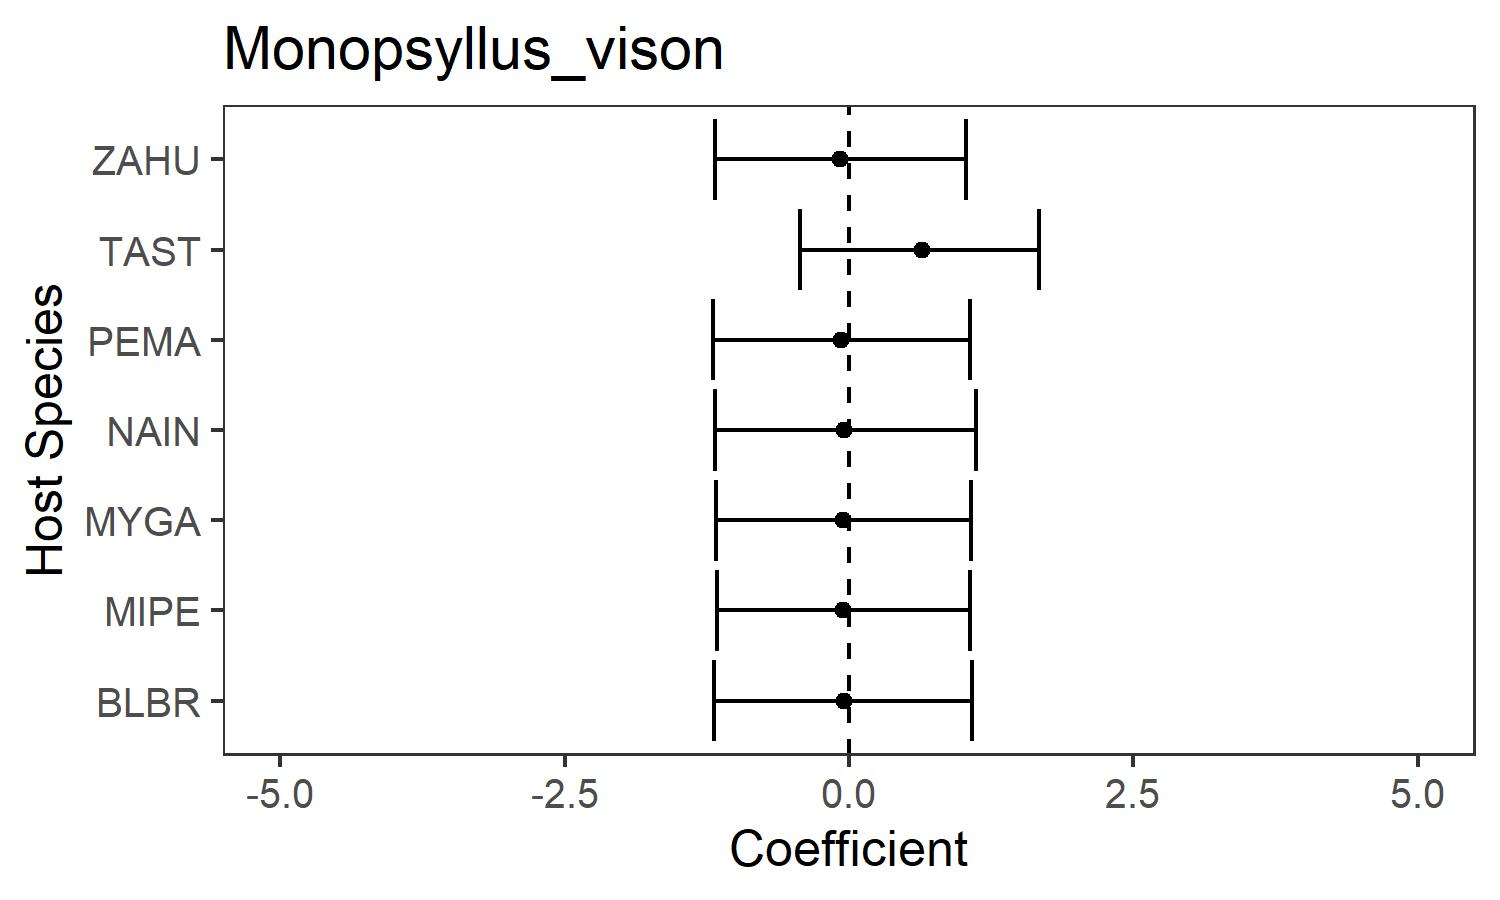 Monopsyllus_vison
Host Species
ZAHU
TAST
PEMA
NAIN
MYGA
MIPE
BLBR
-5.0 -2.5 0.0 2.5 5.0
Coefficient